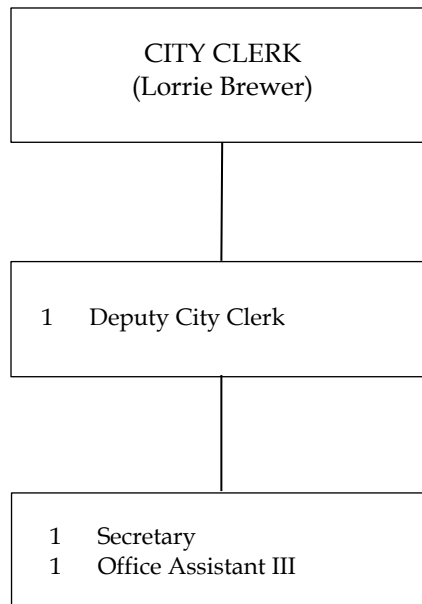 CITY CLERK
(Lorrie Brewer)
1 Deputy City Clerk
1 Secretary
1 Office Assistant III